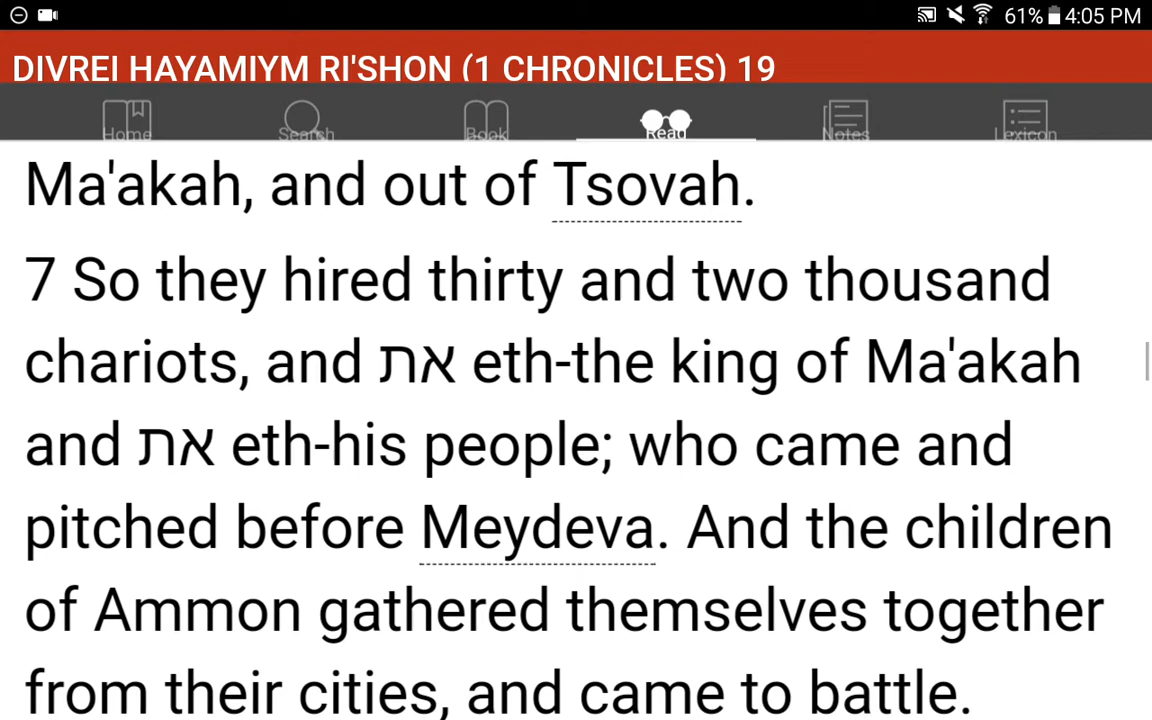 61% 4:05 PM
DIVREI HAYAMIYM RI'SHON (1 CHRONICLES) 19
Home Search Book Read Notes Lexicon
Ma'akah, and out of Tsovah.
7 So they hired thirty and two thousand
chariots, and את eth-the king of Ma'akah
and את eth-his people; who came and
pitched before Meydeva. And the children
of Ammon gathered themselves together
from their cities, and came to battle.